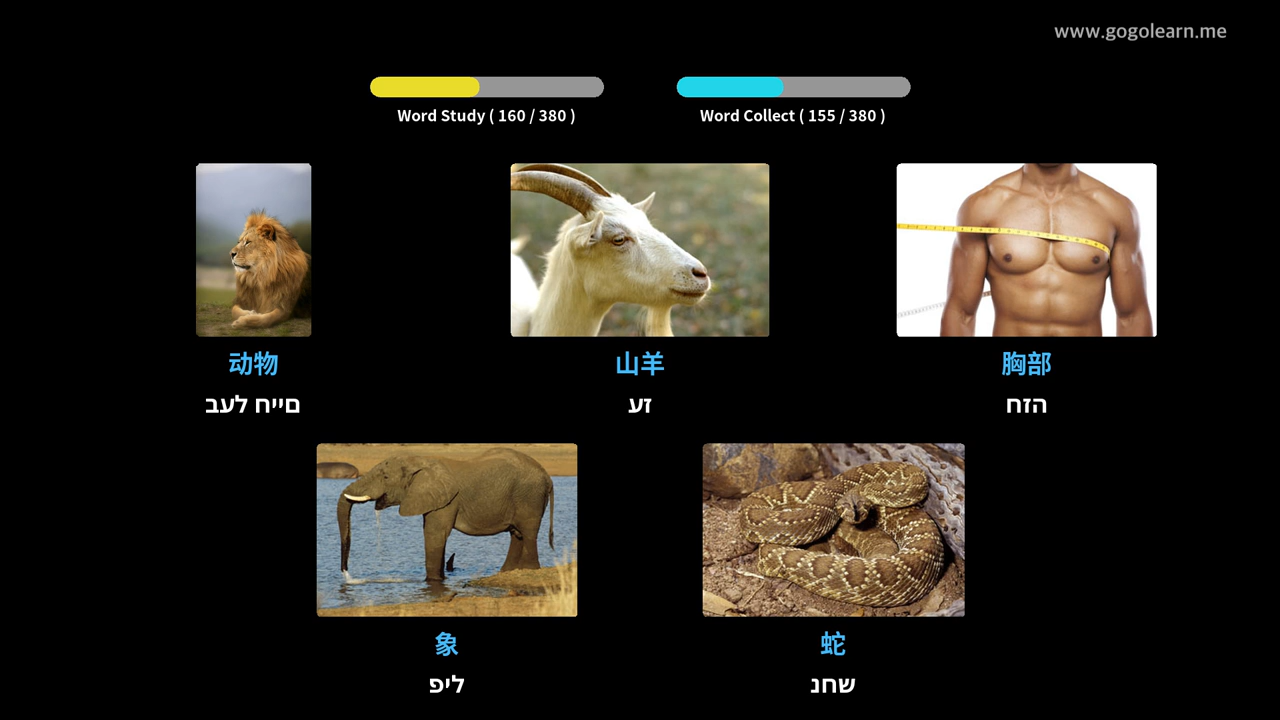 www.gogolearn.me
Word Study ( 160 / 380 )
Word Collect ( 155 / 380 )
动物
בעל חיים
山羊
עז
胸部
חזה
象
פיל
蛇
נחש